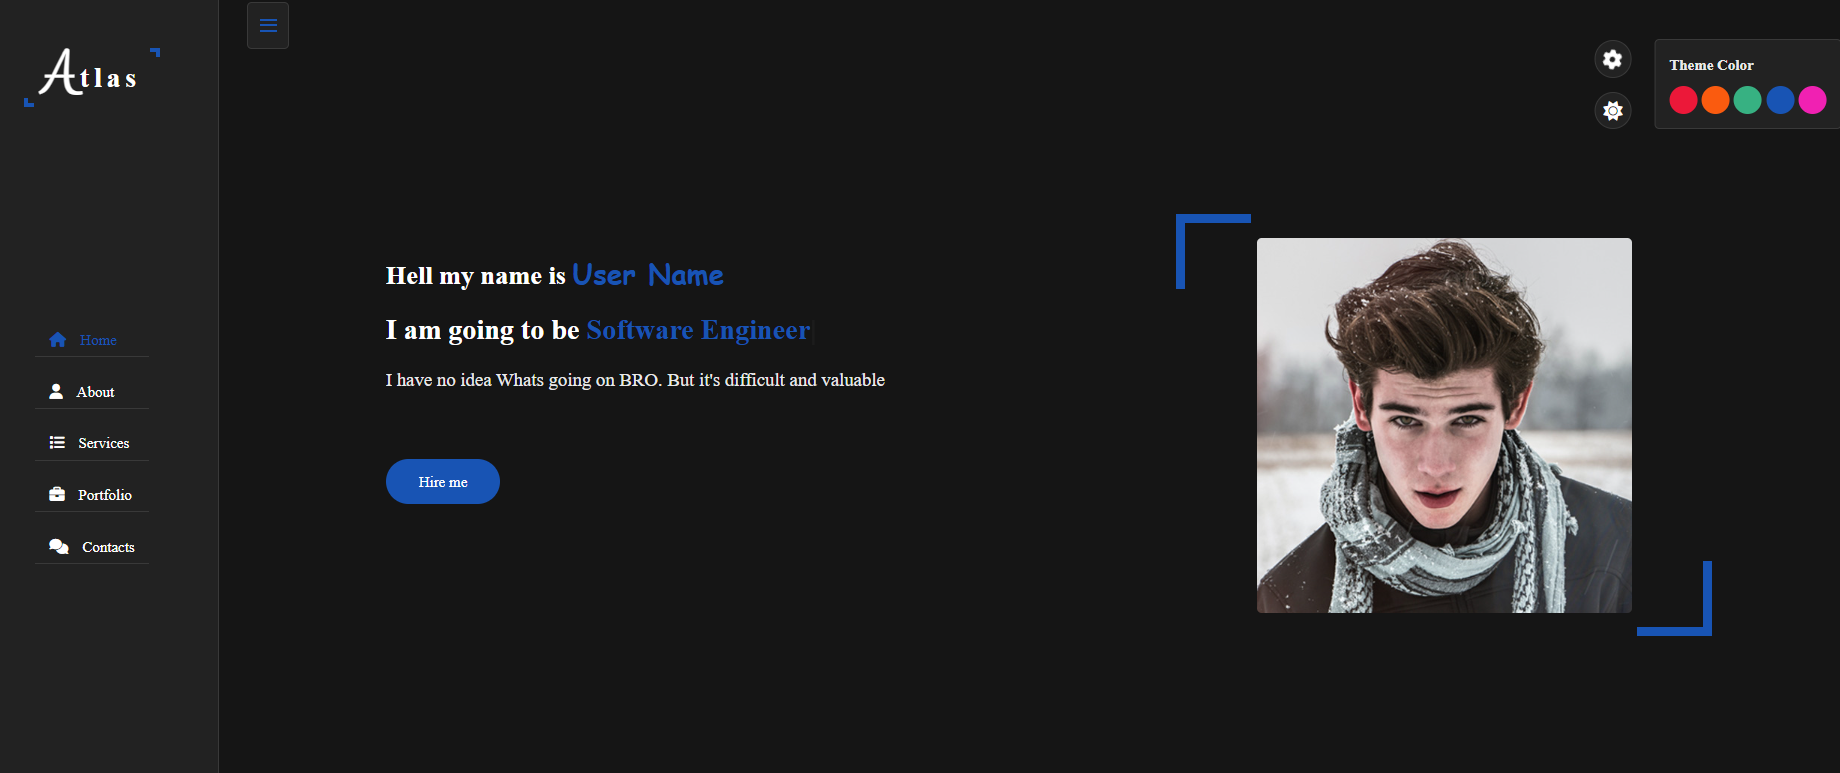 Atlas
Home
About
Services
Portfolio
Contacts
Theme Color
Hell my name is User Name
I am going to be Software Engineer|
I have no idea Whats going on BRO. But it's difficult and valuable
Hire me